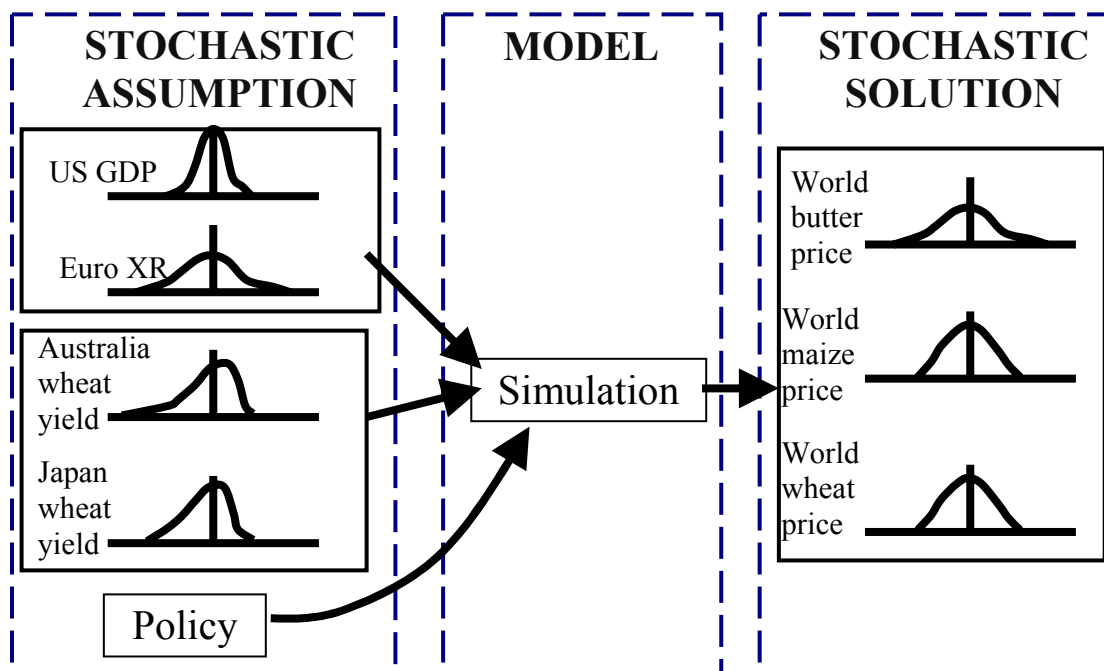 STOCHASTIC
ASSUMPTION
US GDP
Euro XR
Australia
wheat
yield
Japan
wheat
yield
Policy
MODEL
Simulation
STOCHASTIC
SOLUTION
World
butter
price
World
maize
price
World
wheat
price